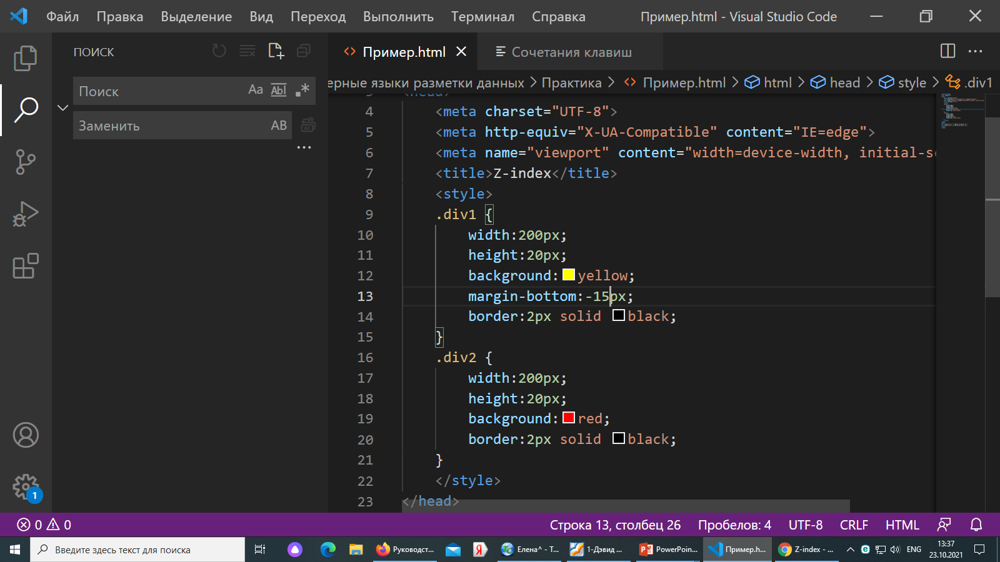 Файл Правка Выделение Вид Переход Выполнить Терминал Справка Пример.html - Visual Studio Code
ПОИСК
Поиск Aa Abl .*
Заменить AB
Пример.html Сочетания клавиш
ерные языки разметки данных > Практика > Пример.html > html > head > style > .div1
3 <head>
4 <meta charset="UTF-8">
5 <meta http-equiv="X-UA-Compatible" content="IE=edge">
6 <meta name="viewport" content="width=device-width, initial-s
7 <title>Z-index</title>
8 <style>
9 .div1 {
10 width:200px;
11 height:20px;
12 background:yellow;
13 margin-bottom:-15px;
14 border:2px solid black;
15 }
16 .div2 {
17 width:200px;
18 height:20px;
19 background:red;
20 border:2px solid black;
21 }
22 </style>
23 </head>
1
0 0 Строка 13, столбец 26 Пробелов: 4 UTF-8 CRLF HTML
Введите здесь текст для поиска Руководст... Я Елена^ - Т... 1-Дэвид ... PowerPoin... Пример.h... Z-index - ... ENG 13:37
23.10.2021